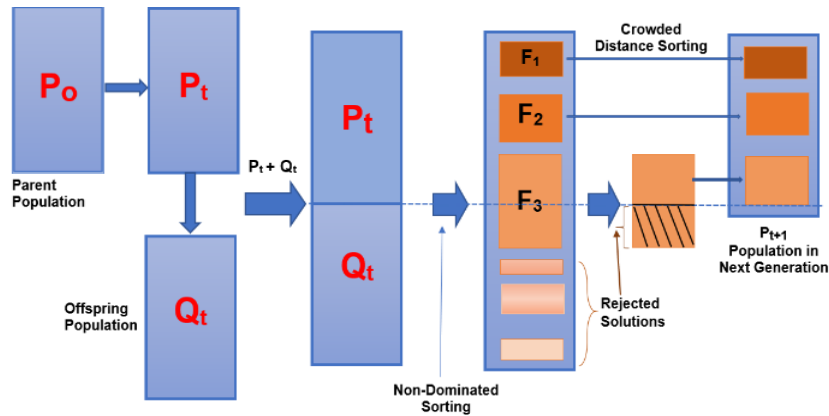 Po
Parent
Population
Pt
Offspring
Population
Qt
Pt + Qt
Pt
Qt
Non-Dominated
Sorting
F1
F2
F3
Rejected
Solutions
Crowded
Distance Sorting
Pt+1
Population in
Next Generation